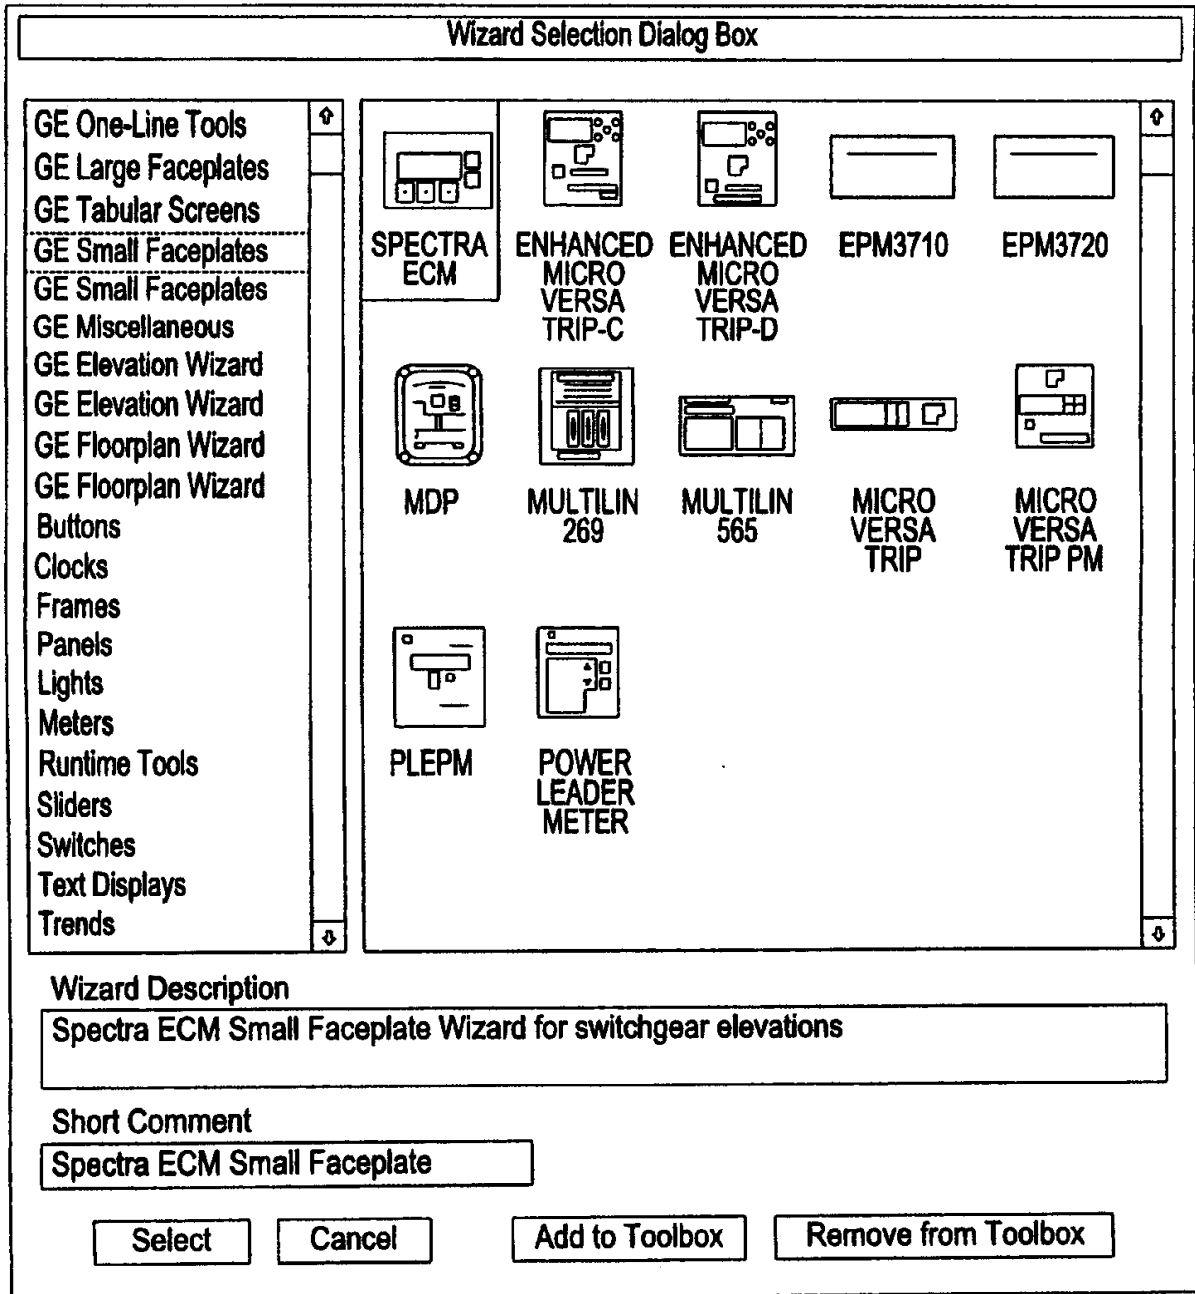 Wizard Selection Dialog Box
GE One-Line Tools
GE Large Faceplates
GE Tabular Screens
GE Small Faceplates
GE Small Faceplates
GE Miscellaneous
GE Elevation Wizard
GE Elevation Wizard
GE Floorplan Wizard
GE Floorplan Wizard
Buttons
Clocks
Frames
Panels
Lights
Meters
Runtime Tools
Sliders
Switches
Text Displays
Trends
SPECTRA
ECM
ENHANCED
MICRO
VERSA
TRIP-C
ENHANCED
MICRO
VERSA
TRIP-D
EPM3710
EPM3720
MDP
MULTILIN
269
MULTILIN
565
MICRO
VERSA
TRIP
MICRO
VERSA
TRIP PM
PLEPM
POWER
LEADER
METER
Wizard Description
Spectra ECM Small Faceplate Wizard for switchgear elevations
Short Comment
Spectra ECM Small Faceplate
Select
Cancel
Add to Toolbox
Remove from Toolbox